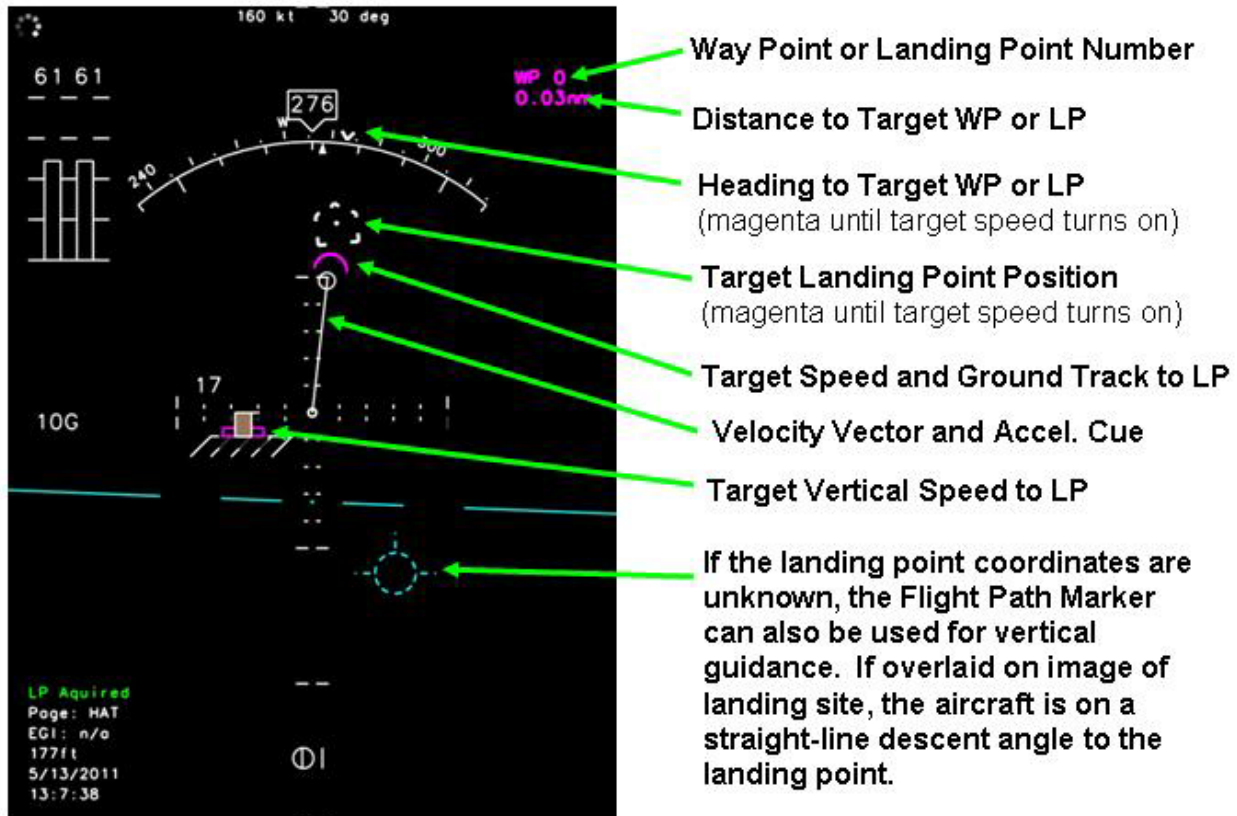 160 kt 30 deg
61 61
WP 0
0.03nm
276
W
240
300
17
10G
LP Aquired
Page: HAT
EGI: n/a
177ft
5/13/2011
13:7:38
Way Point or Landing Point Number
Distance to Target WP or LP
Heading to Target WP or LP
(magenta until target speed turns on)
Target Landing Point Position
(magenta until target speed turns on)
Target Speed and Ground Track to LP
Velocity Vector and Accel. Cue
Target Vertical Speed to LP
If the landing point coordinates are
unknown, the Flight Path Marker
can also be used for vertical
guidance.  If overlaid on image of
landing site, the aircraft is on a
straight-line descent angle to the
landing point.